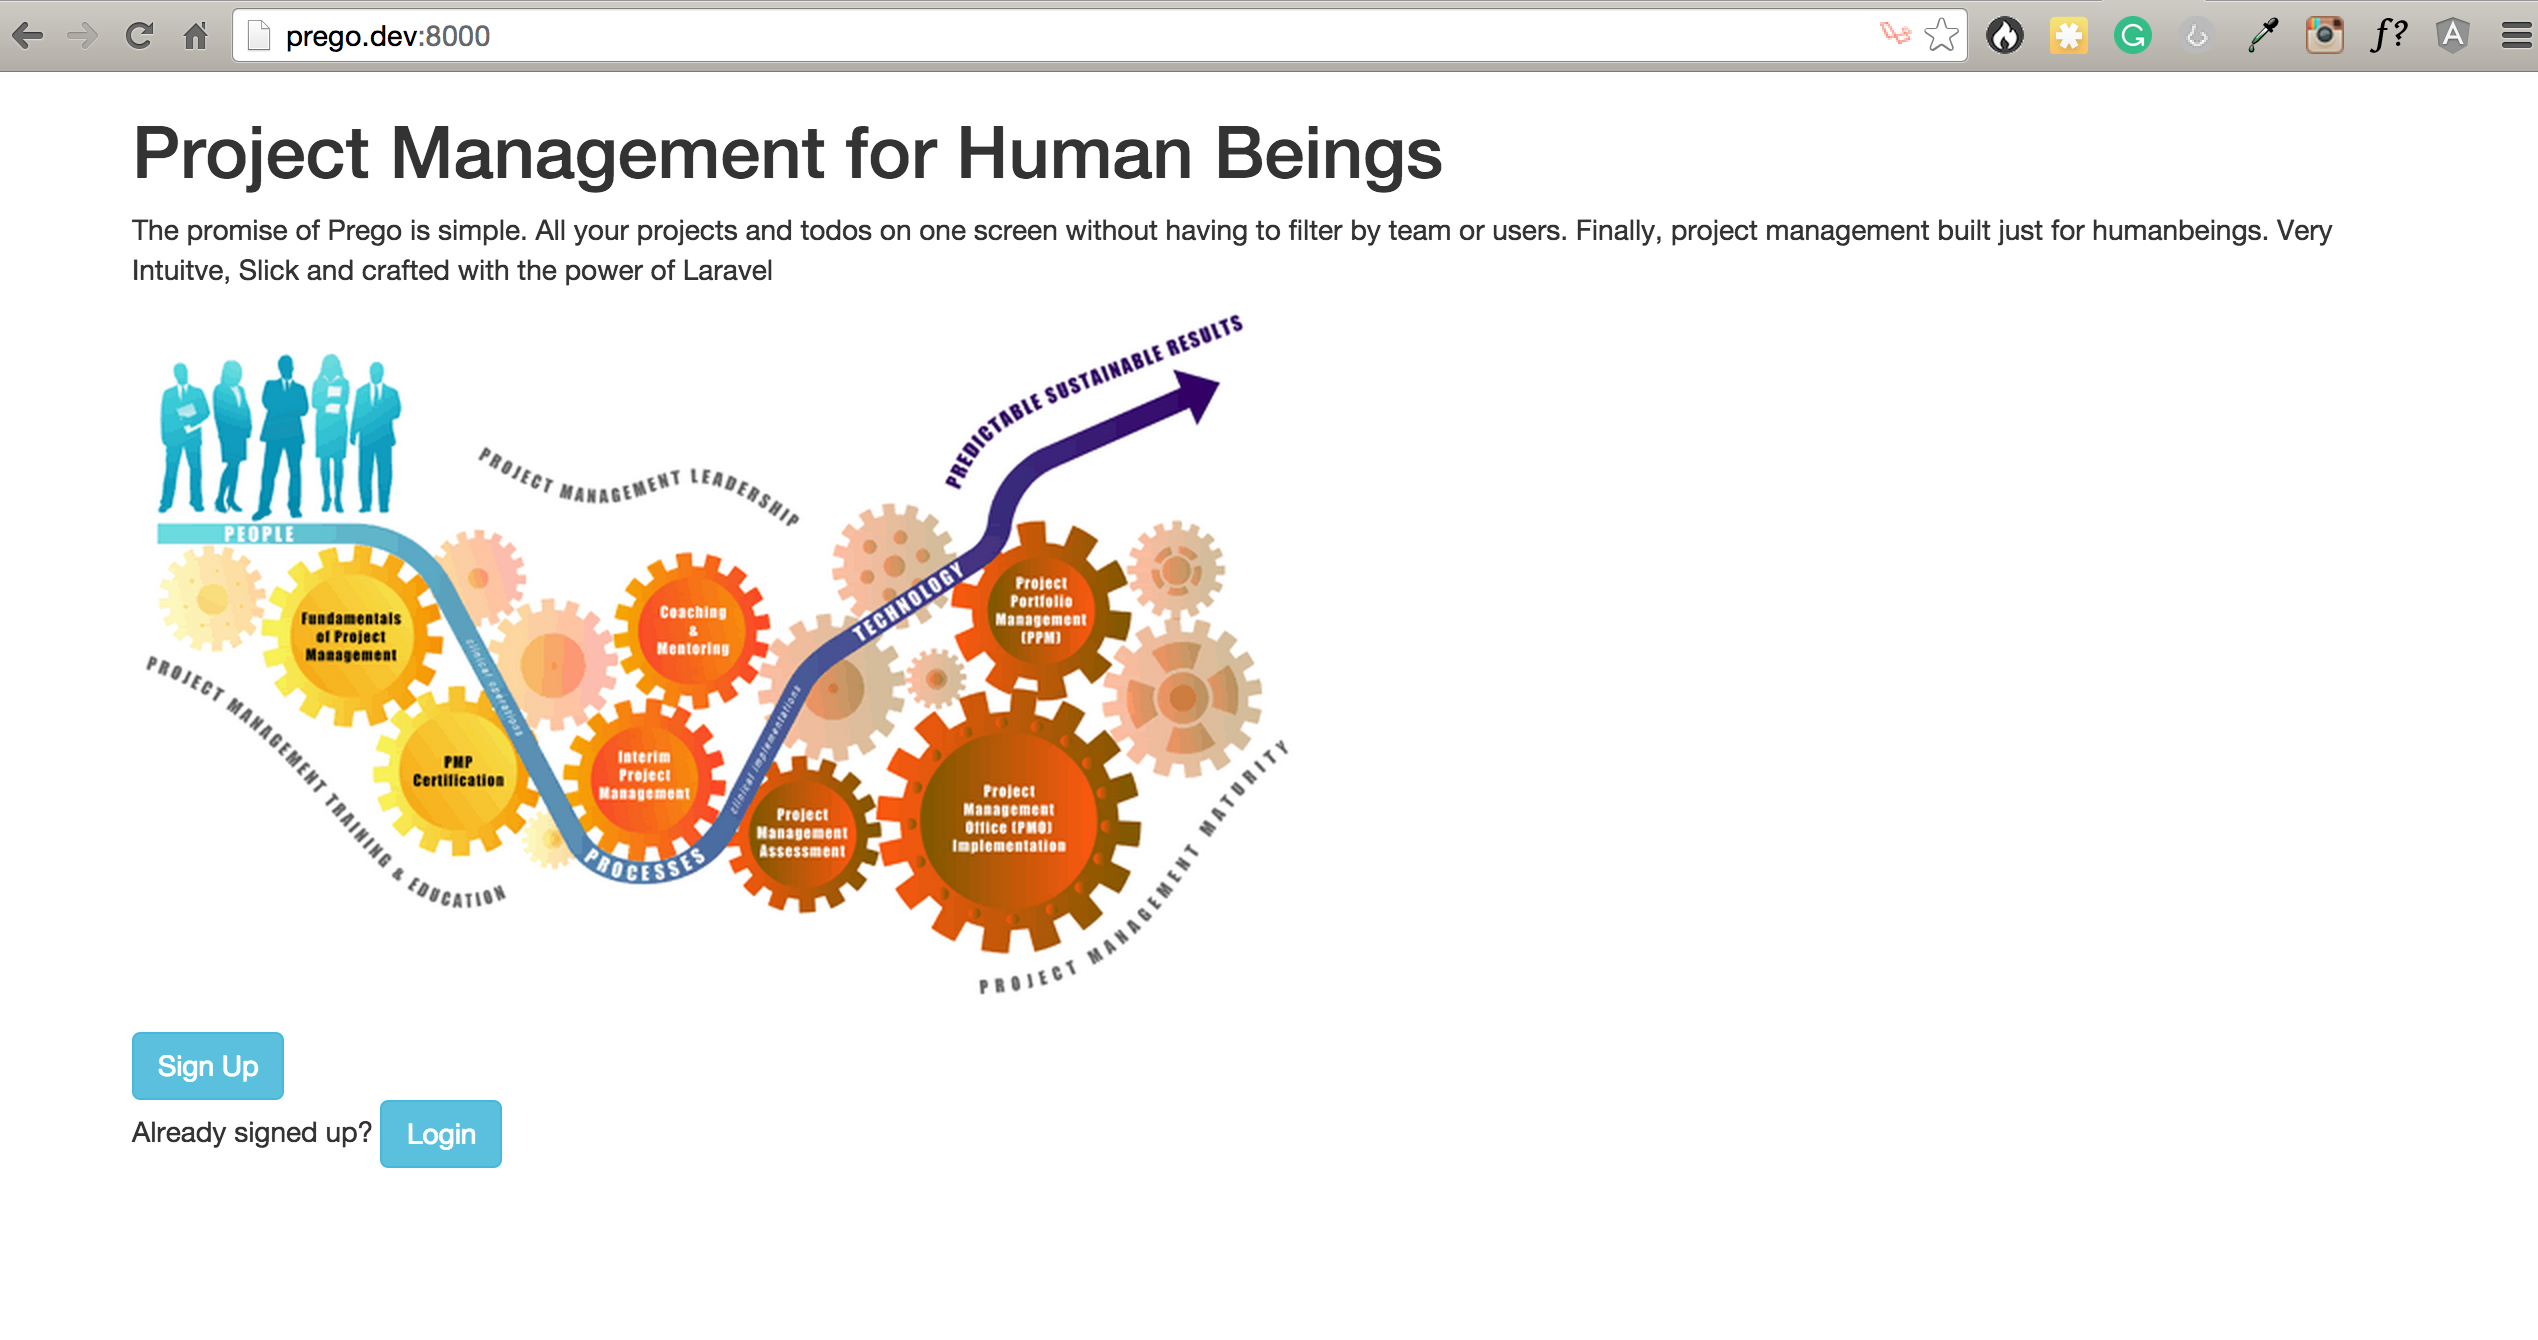 prego.dev:8000
f?
Project Management for Human Beings
The promise of Prego is simple. All your projects and todos on one screen without having to filter by team or users. Finally, project management built just for humanbeings. Very
Intuitve, Slick and crafted with the power of Laravel
PREDICTABLE SUSTAINABLE RESULTS
PROJECT MANAGEMENT LEADERSHIP
PEOPLE
TECHNOLOGY
Project
Portfolio
Management
(PPM)
Coaching
&
Mentoring
Fundamentals
of Project
Management
clinical operations
clinical implementations
PROJECT MANAGEMENT TRAINING & EDUCATION
PMP
Certification
Interim
Project
Management
PROCESSES
Project
Management
Assessment
Project
Management
Office (PMO)
Implementation
PROJECT MANAGEMENT MATURITY
Sign Up
Already signed up? Login